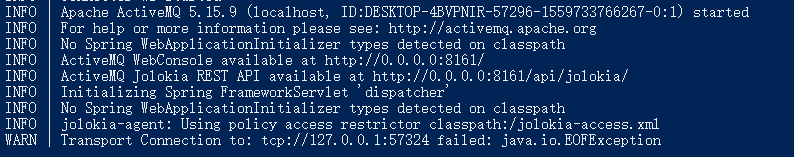 INFO | Apache ActiveMQ 5.15.9 (localhost, ID:DESKTOP-4BVPNIR-57296-1559733766267-0:1) started
INFO | For help or more information please see: http://activemq.apache.org
INFO | No Spring WebApplicationInitializer types detected on classpath
INFO | ActiveMQ WebConsole available at http://0.0.0.0:8161/
INFO | ActiveMQ Jolokia REST API available at http://0.0.0.0:8161/api/jolokia/
INFO | Initializing Spring FrameworkServlet 'dispatcher'
INFO | No Spring WebApplicationInitializer types detected on classpath
INFO | jolokia-agent: Using policy access restrictor classpath:/jolokia-access.xml
WARN | Transport Connection to: tcp://127.0.0.1:57324 failed: java.io.EOFException